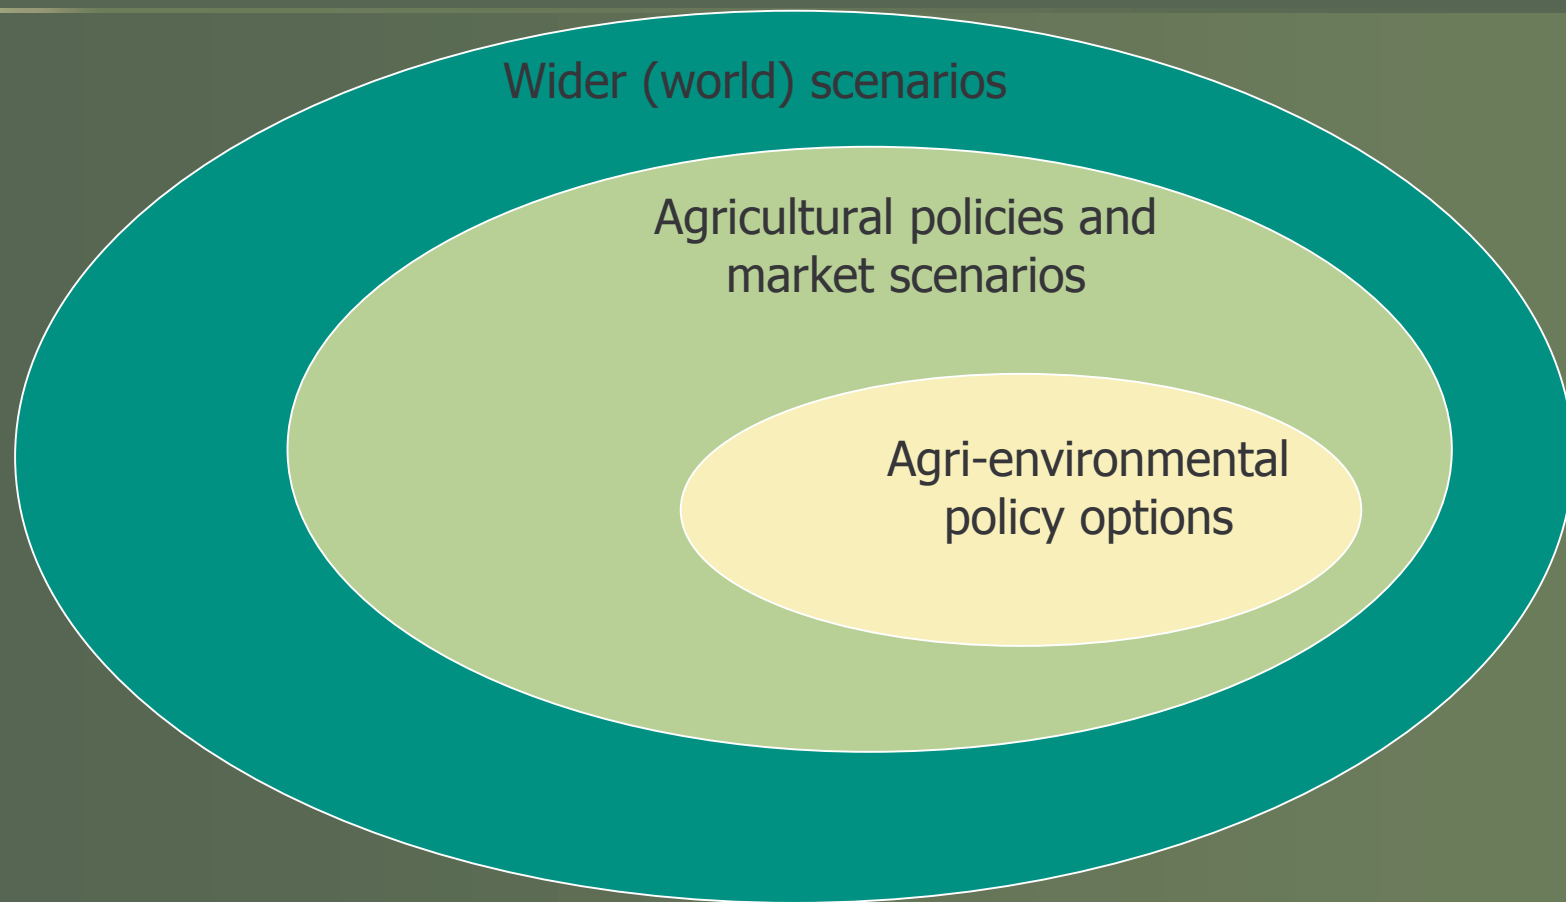 Wider (world) scenarios
Agricultural policies and
market scenarios
Agri-environmental
policy options